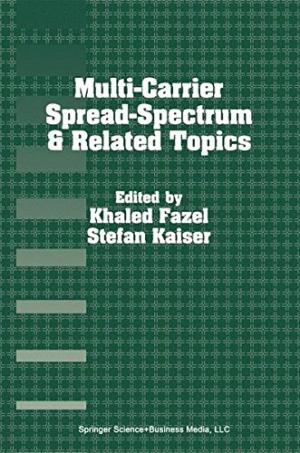 Multi-Carrier
Spread-Spectrum
& Related Topics
Edited by
Khaled Fazel
Stefan Kaiser
Springer Science+Business Media, LLC